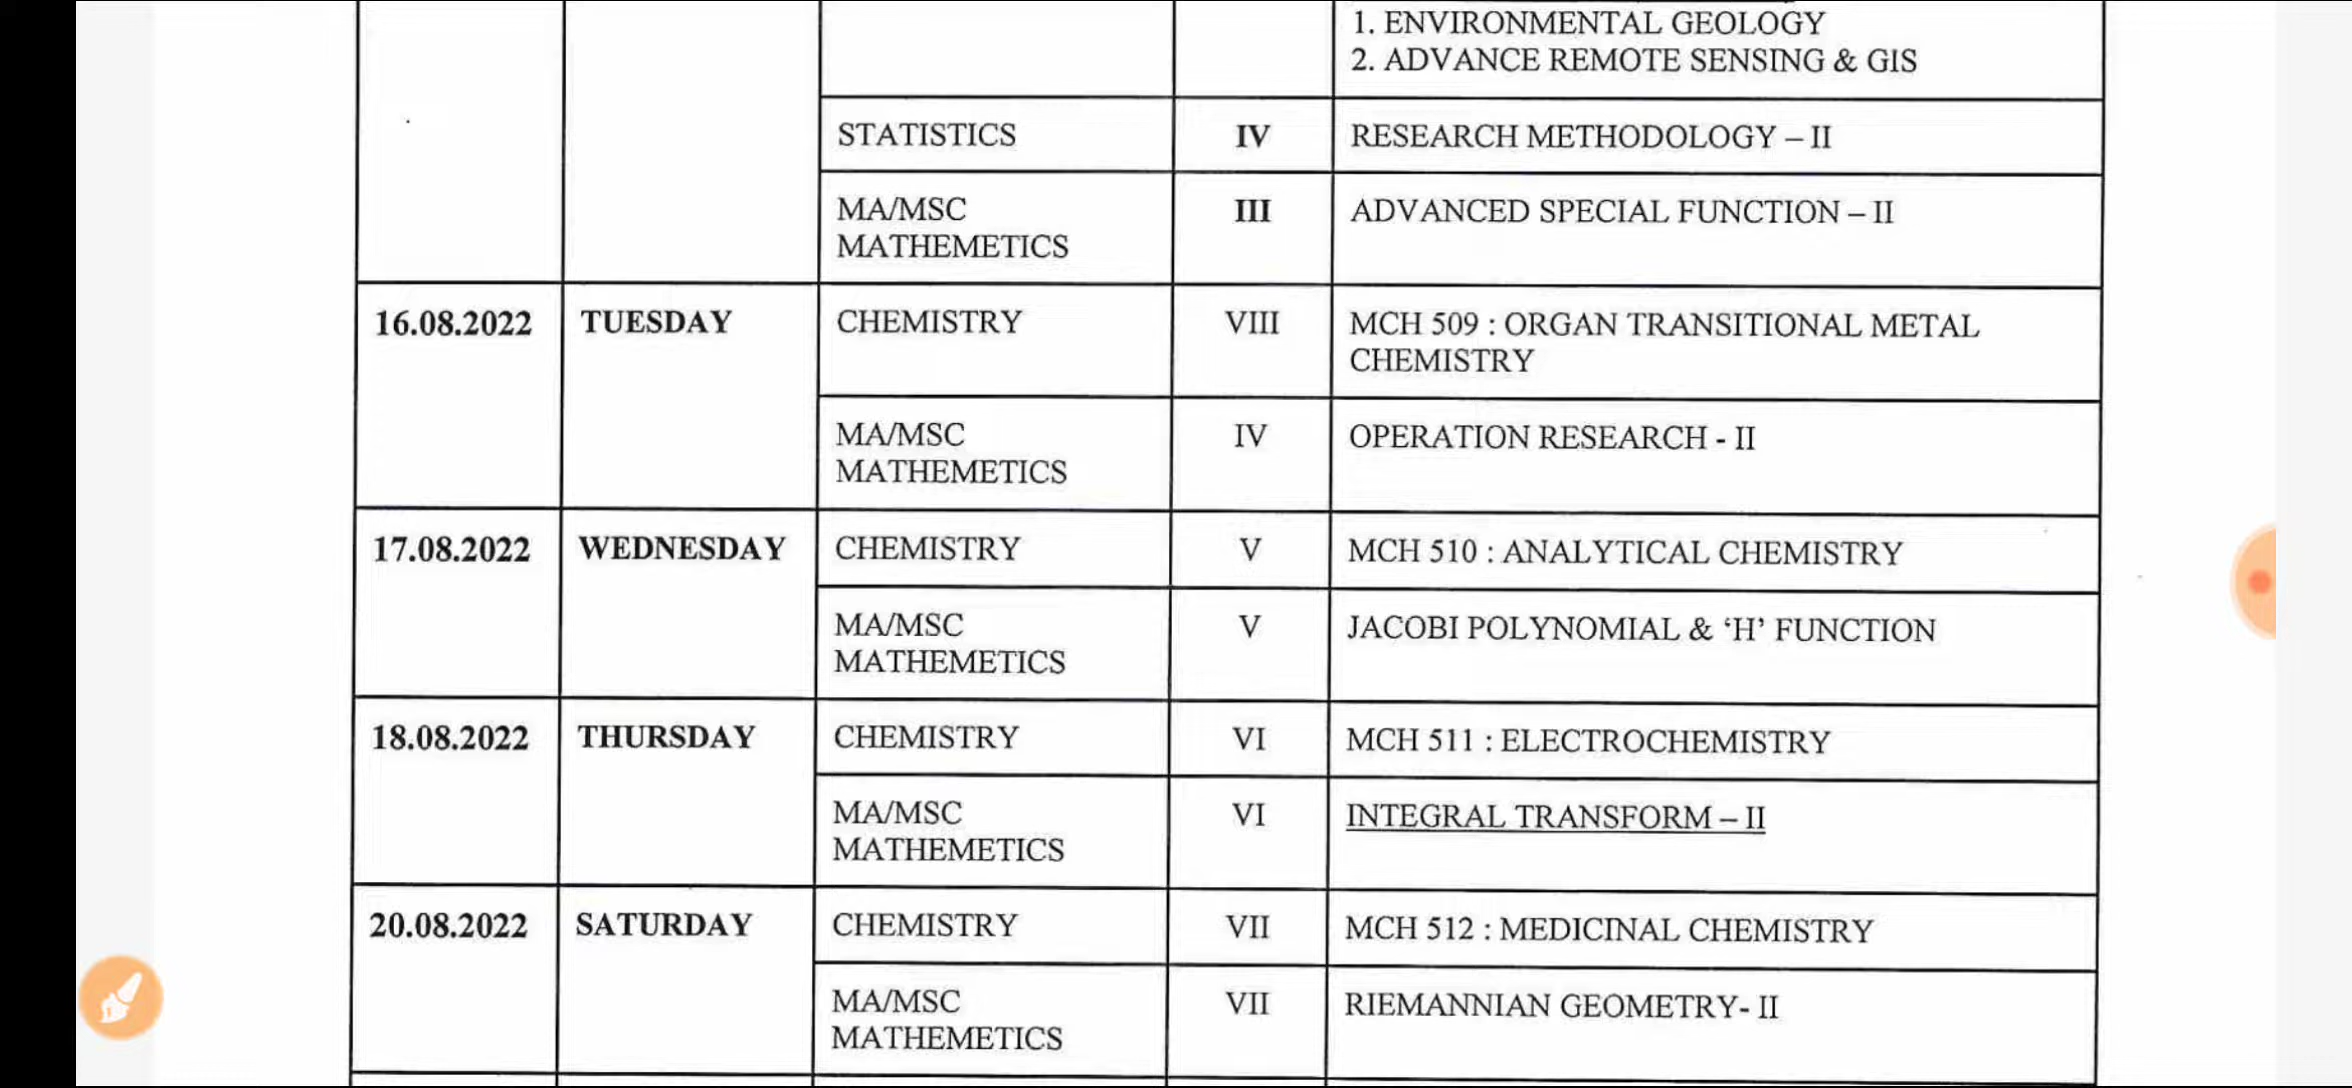 1. ENVIRONMENTAL GEOLOGY
2. ADVANCE REMOTE SENSING & GIS
STATISTICS IV RESEARCH METHODOLOGY – II
MA/MSC III ADVANCED SPECIAL FUNCTION – II
MATHEMETICS
16.08.2022 TUESDAY CHEMISTRY VIII MCH 509 : ORGAN TRANSITIONAL METAL
CHEMISTRY
MA/MSC IV OPERATION RESEARCH - II
MATHEMETICS
17.08.2022 WEDNESDAY CHEMISTRY V MCH 510 : ANALYTICAL CHEMISTRY
MA/MSC V JACOBI POLYNOMIAL & ‘H’ FUNCTION
MATHEMETICS
18.08.2022 THURSDAY CHEMISTRY VI MCH 511 : ELECTROCHEMISTRY
MA/MSC VI INTEGRAL TRANSFORM – II
MATHEMETICS
20.08.2022 SATURDAY CHEMISTRY VII MCH 512 : MEDICINAL CHEMISTRY
MA/MSC VII RIEMANNIAN GEOMETRY- II
MATHEMETICS